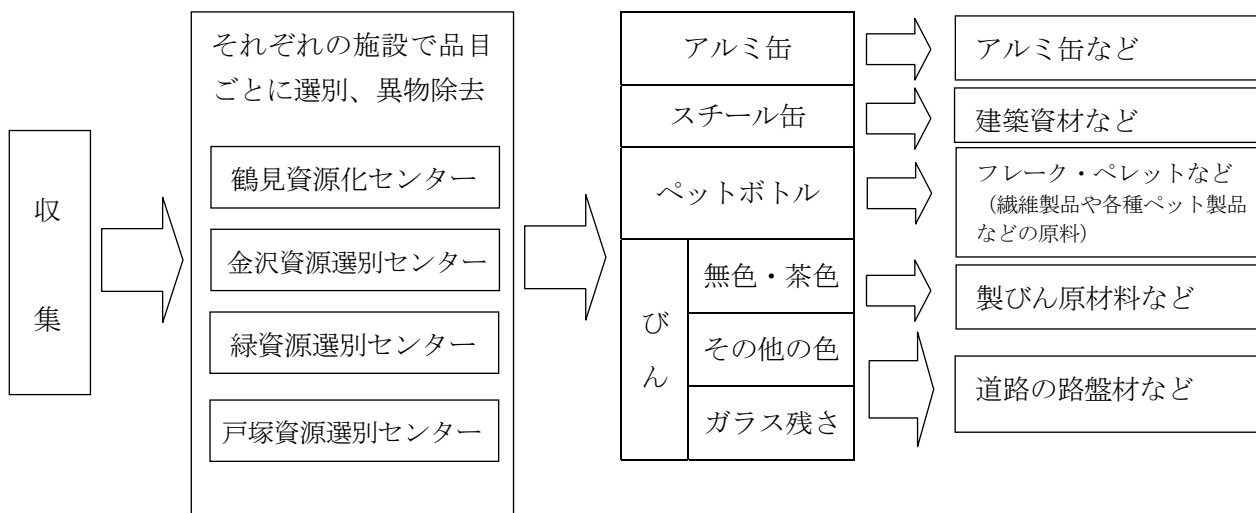 収
集
それぞれの施設で品目
ごとに選別、異物除去
鶴見資源化センター
金沢資源選別センター
緑資源選別センター
戸塚資源選別センター
アルミ缶
スチール缶
ペットボトル
びん
無色・茶色
その他の色
ガラス残さ
アルミ缶など
建築資材など
フレーク・ペレットなど
（繊維製品や各種ペット製品
などの原料）
製びん原材料など
道路の路盤材など